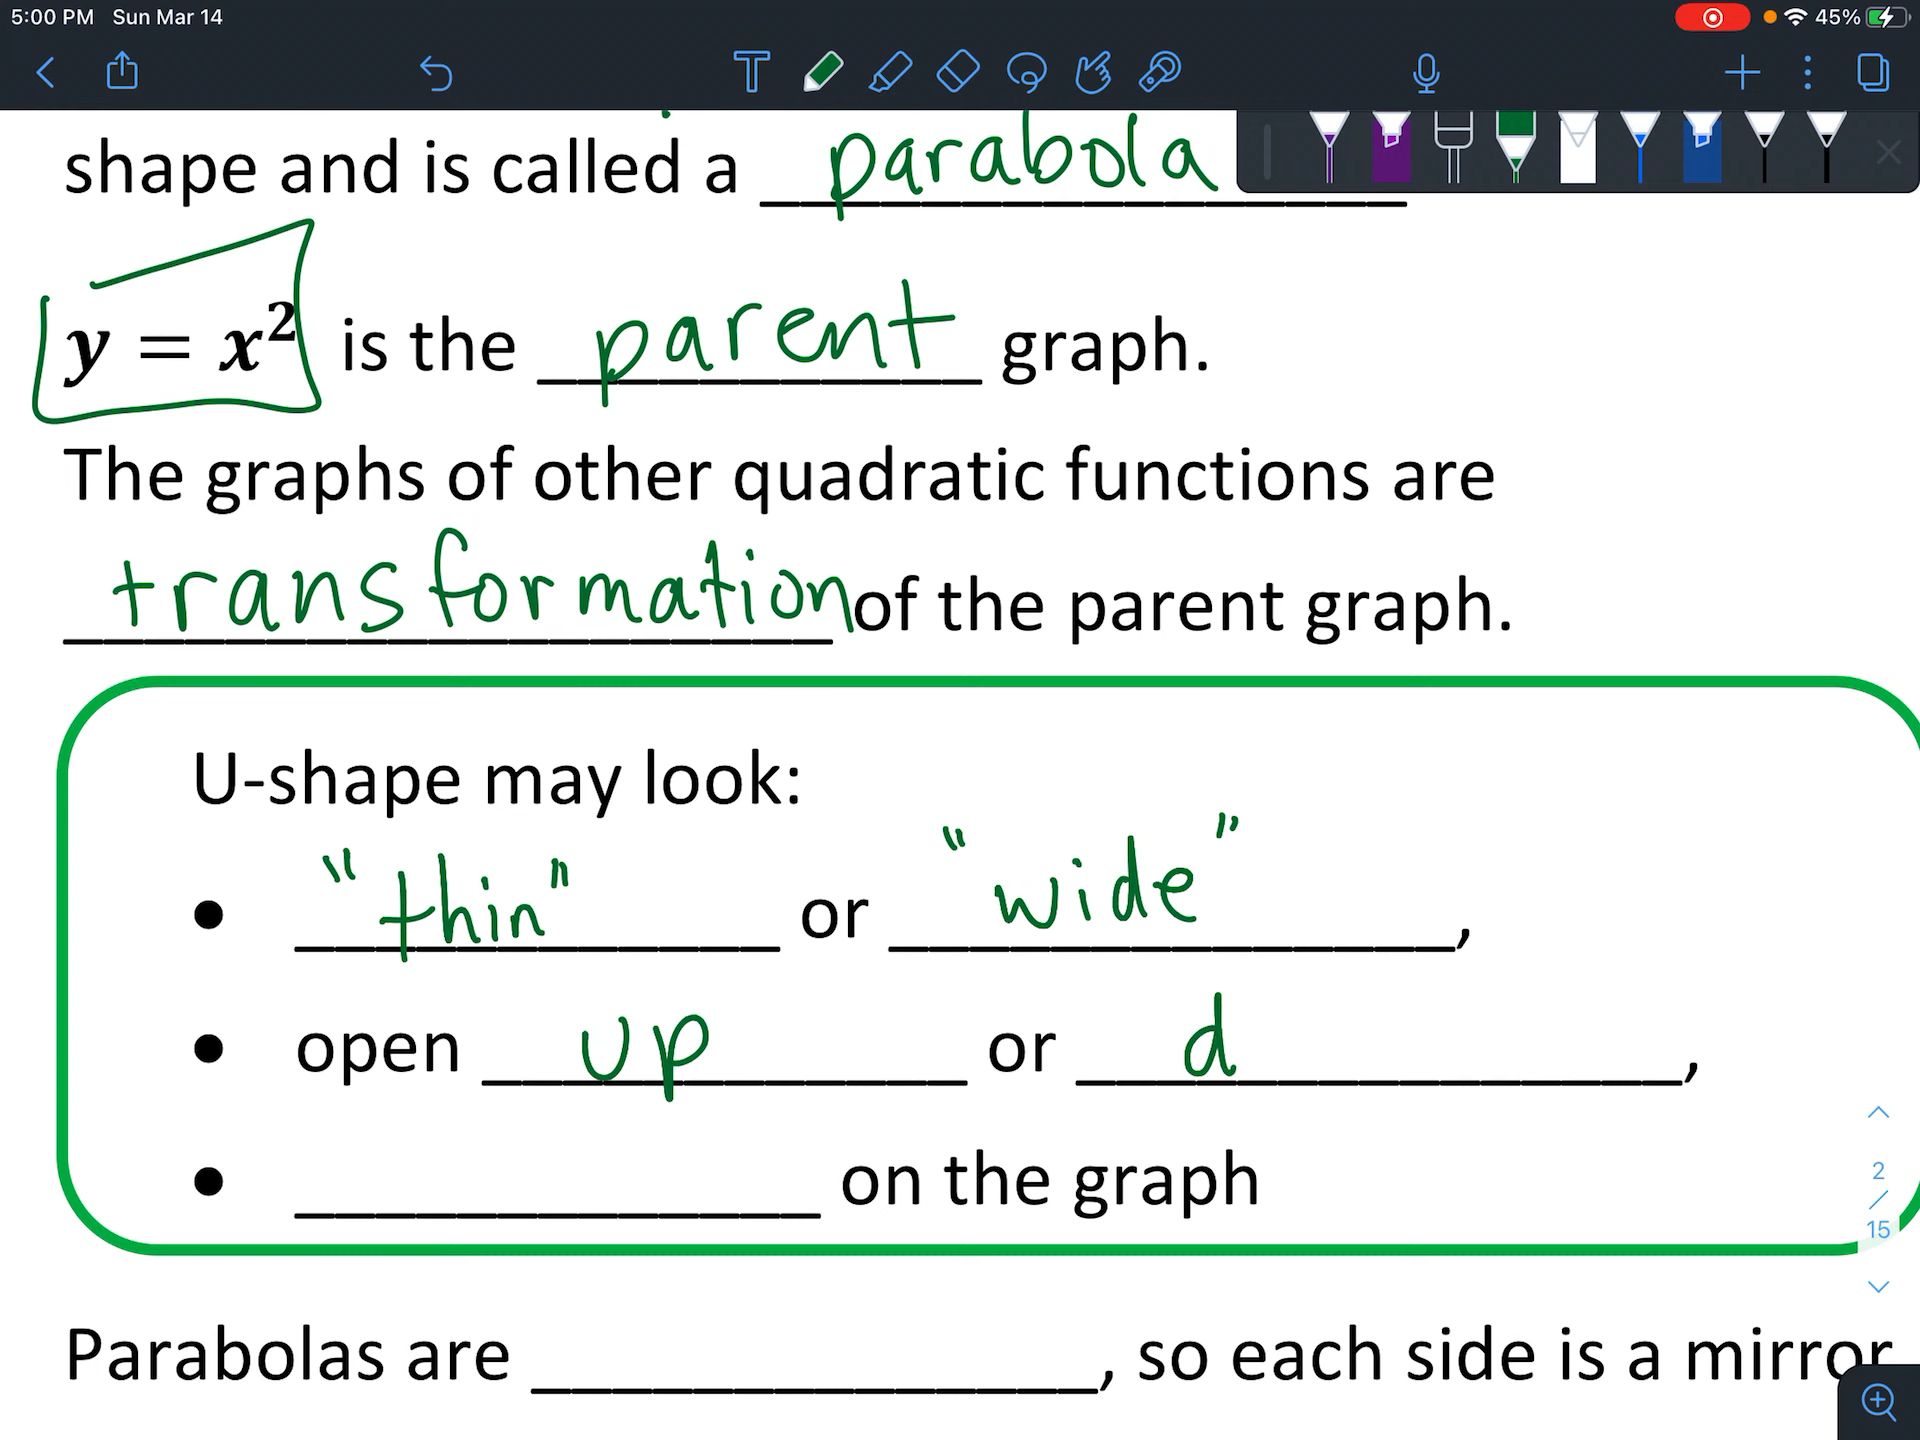 5:00 PM Sun Mar 14 45%
T
shape and is called a parabola
y = x² is the parent graph.
The graphs of other quadratic functions are
transformation of the parent graph.
U-shape may look:
• "thin" or "wide",
• open up or d,
• ______ on the graph
2
/
15
Parabolas are ______, so each side is a mirror